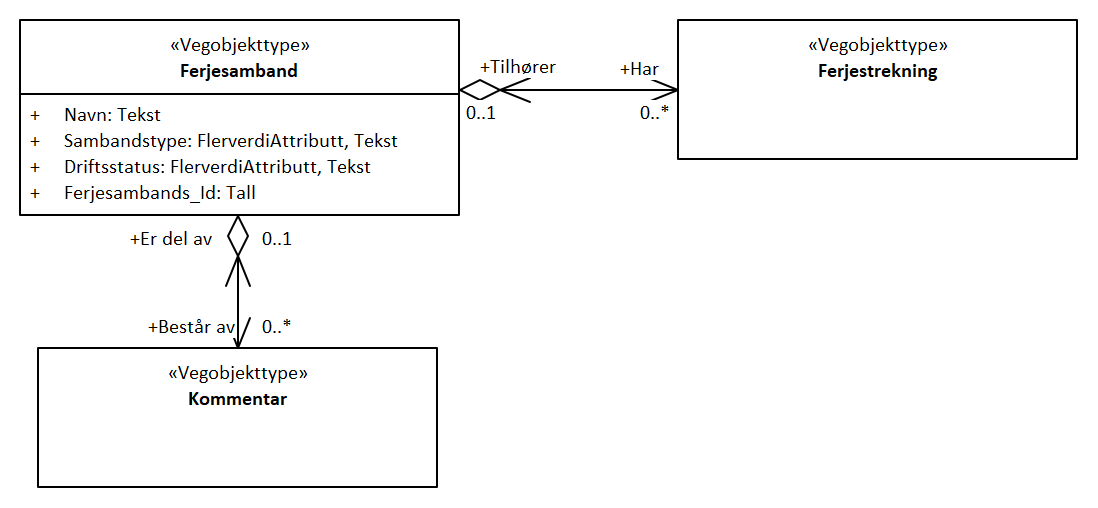 «Vegobjekttype»
Ferjesamband
+ Navn: Tekst
+ Sambandstype: FlerverdiAttributt, Tekst
+ Driftsstatus: FlerverdiAttributt, Tekst
+ Ferjesambands_Id: Tall
+Tilhører
0..1
+Har
0..*
«Vegobjekttype»
Ferjestrekning
+Er del av
0..1
+Består av
0..*
«Vegobjekttype»
Kommentar